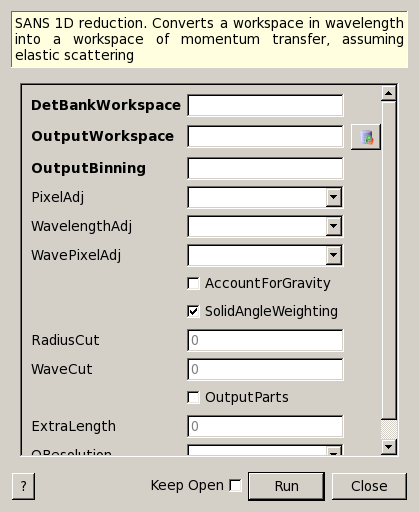 SANS 1D reduction. Converts a workspace in wavelength
into a workspace of momentum transfer, assuming
elastic scattering
DetBankWorkspace
OutputWorkspace
OutputBinning
PixelAdj
WavelengthAdj
WavePixelAdj
AccountForGravity
SolidAngleWeighting
RadiusCut 0
WaveCut 0
OutputParts
ExtraLength 0
QResolution
? Keep Open Run Close